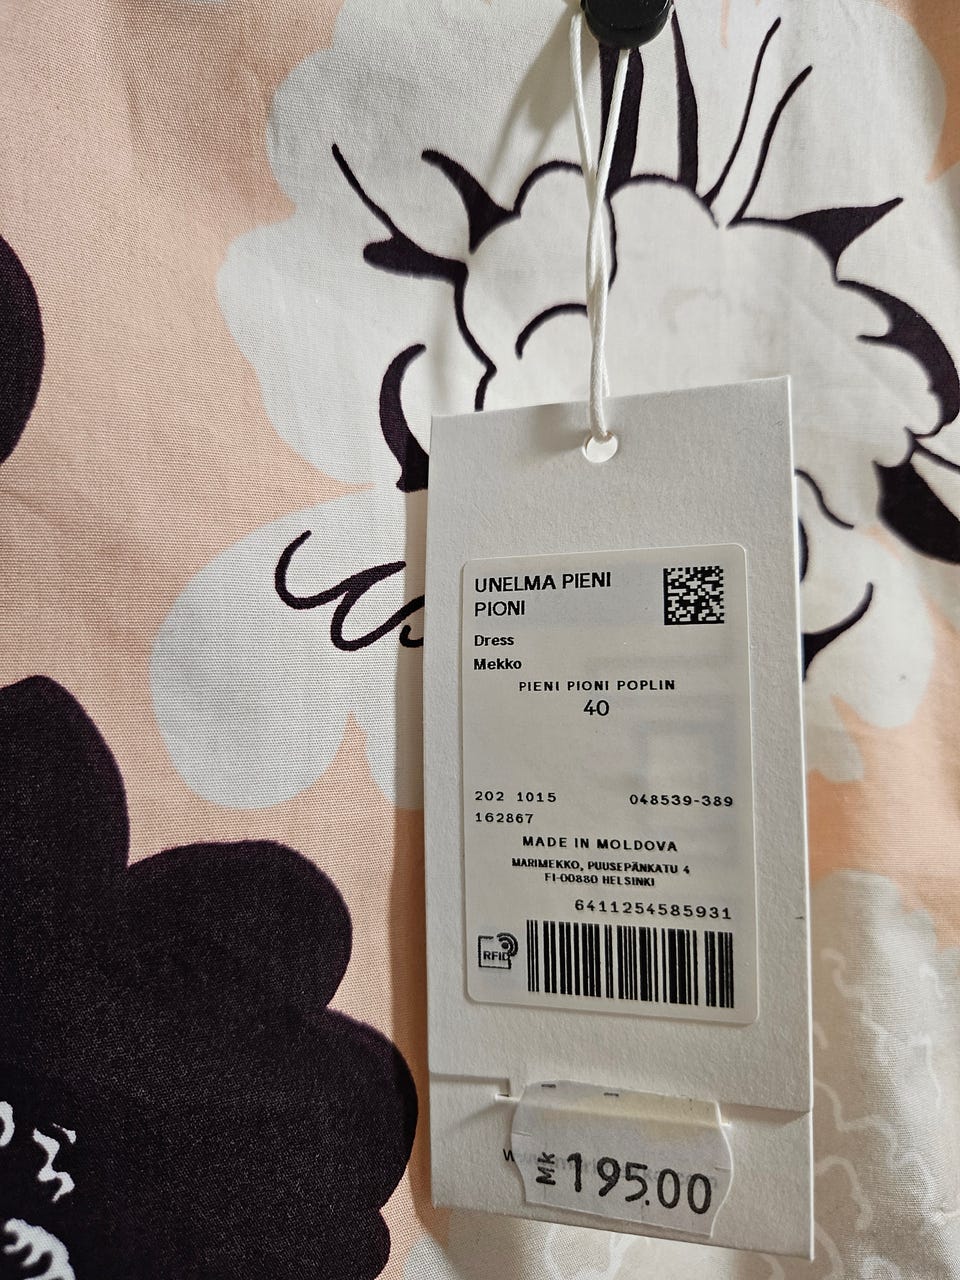 UNELMA PIENI
PIONI
Dress
Mekko
PIENI PIONI POPLIN
40
202 1015 048539-389
162867
MADE IN MOLDOVA
MARIMEKKO, PUUSEPÄNKATU 4
FI-00880 HELSINKI
6411254585931
RFID
Mk 195.00